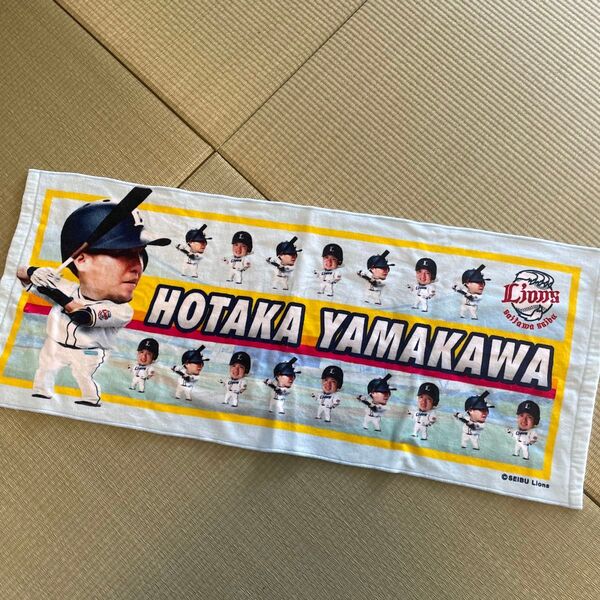 Lions
saitama seibu
HOTAKA YAMAKAWA
©SEIBU Lions